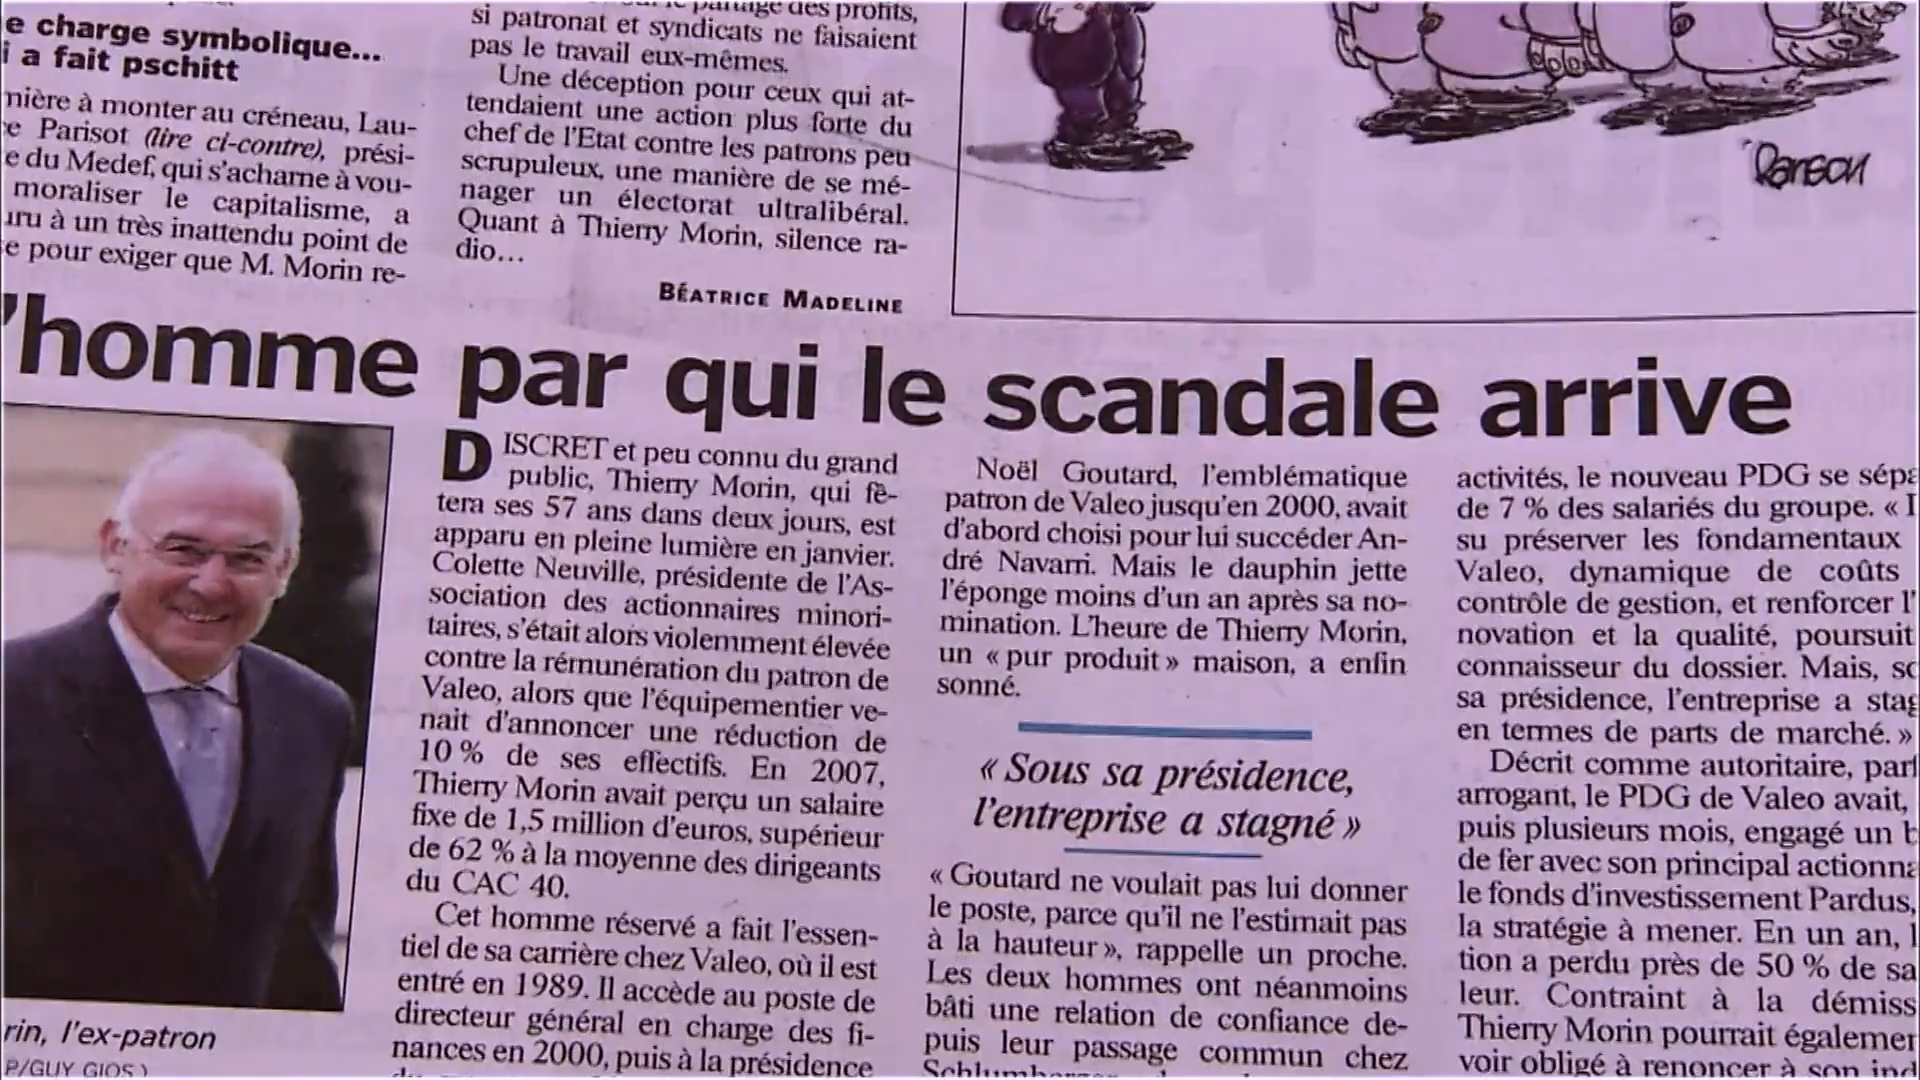 e charge symbolique...
i a fait pschitt
nière à monter au créneau, Lau-
ce Parisot (lire ci-contre), prési-
e du Medef, qui s'acharne à vou-
moraliser le capitalisme, a
uru à un très inattendu point de
e pour exiger que M. Morin re-
partage des profits,
si patronat et syndicats ne faisaient
pas le travail eux-mêmes.
Une déception pour ceux qui at-
tendaient une action plus forte du
chef de l'Etat contre les patrons peu
scrupuleux, une manière de se mé-
nager un électorat ultralibéral.
Quant à Thierry Morin, silence ra-
dio...
BÉATRICE MADELINE
Ranson
'homme par qui le scandale arrive
rin, l'ex-patron
P/GUY GIOS.)
DISCRET et peu connu du grand
public, Thierry Morin, qui fê-
tera ses 57 ans dans deux jours, est
apparu en pleine lumière en janvier.
Colette Neuville, présidente de l'As-
sociation des actionnaires minori-
taires, s'était alors violemment élevée
contre la rémunération du patron de
Valeo, alors que l'équipementier ve-
nait d'annoncer une réduction de
10 % de ses effectifs. En 2007,
Thierry Morin avait perçu un salaire
fixe de 1,5 million d'euros, supérieur
de 62 % à la moyenne des dirigeants
du CAC 40.
Cet homme réservé a fait l'essen-
tiel de sa carrière chez Valeo, où il est
entré en 1989. Il accède au poste de
directeur général en charge des fi-
nances en 2000, puis à la présidence
Noël Goutard, l'emblématique
patron de Valeo jusqu'en 2000, avait
d'abord choisi pour lui succéder An-
dré Navarri. Mais le dauphin jette
l'éponge moins d'un an après sa no-
mination. L'heure de Thierry Morin,
un « pur produit » maison, a enfin
sonné.
« Sous sa présidence,
l'entreprise a stagné »
« Goutard ne voulait pas lui donner
le poste, parce qu'il ne l'estimait pas
à la hauteur », rappelle un proche.
Les deux hommes ont néanmoins
bâti une relation de confiance de-
puis leur passage commun chez
Schlumberger
activités, le nouveau PDG se sépa
de 7 % des salariés du groupe. « I
su préserver les fondamentaux
Valeo, dynamique de coûts
contrôle de gestion, et renforcer l'
novation et la qualité, poursuit
connaisseur du dossier. Mais, so
sa présidence, l'entreprise a stag
en termes de parts de marché. »
Décrit comme autoritaire, parf
arrogant, le PDG de Valeo avait,
puis plusieurs mois, engagé un b
de fer avec son principal actionna
le fonds d'investissement Pardus,
la stratégie à mener. En un an, l
tion a perdu près de 50 % de sa
leur. Contraint à la démiss
Thierry Morin pourrait égalemer
voir obligé à renoncer à son ind